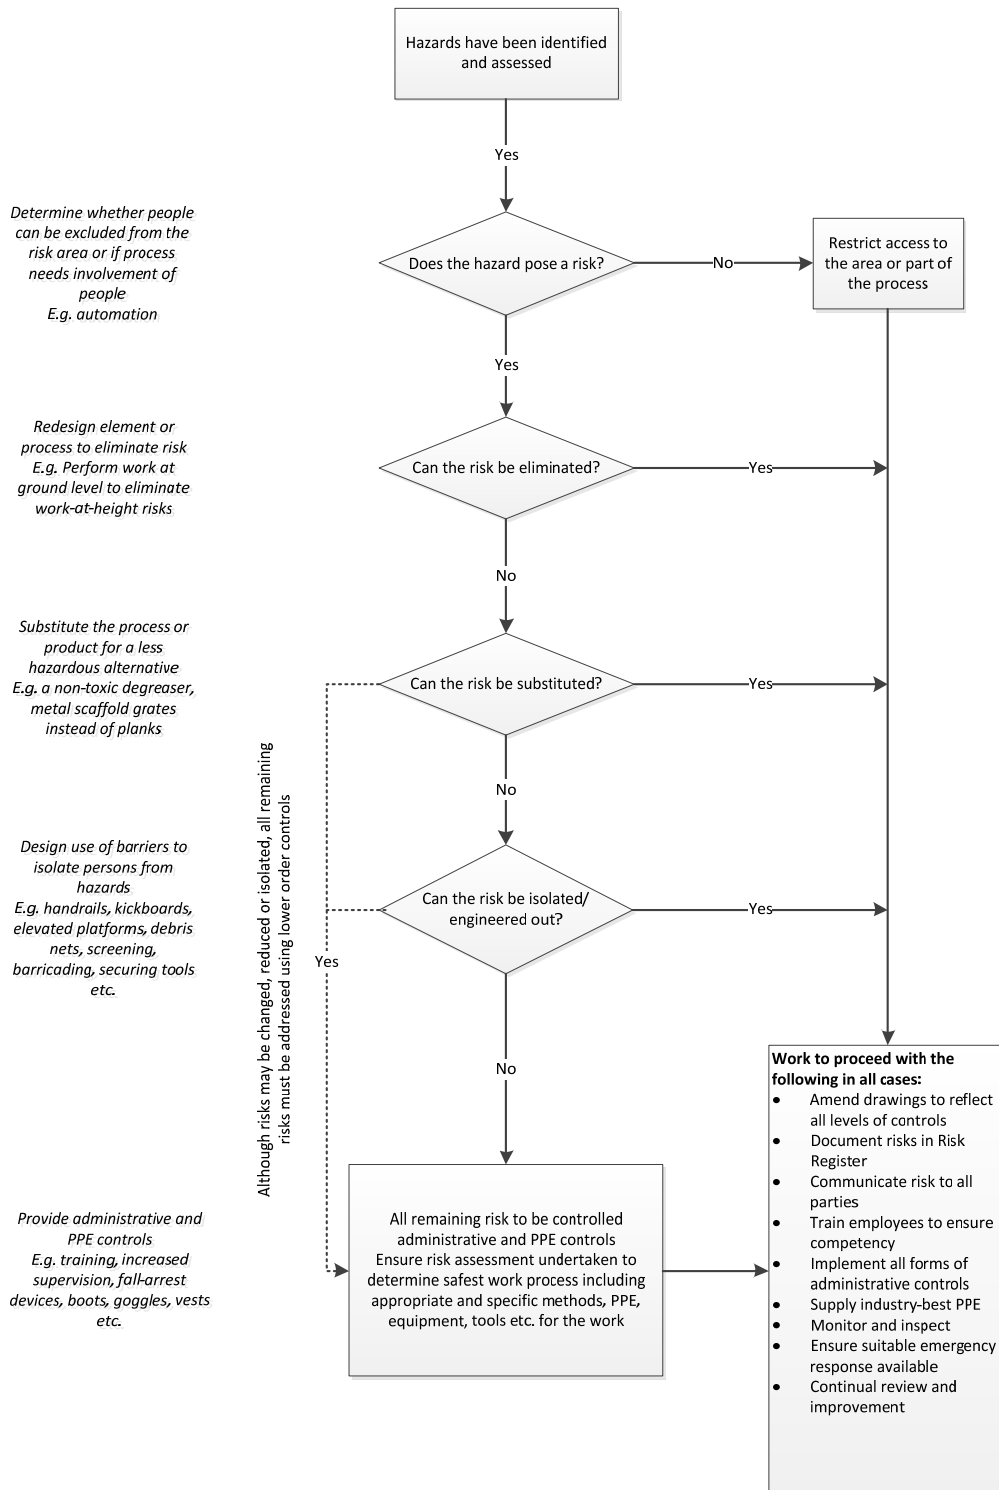 Hazards have been identified
and assessed
Yes
Determine whether people
can be excluded from the
risk area or if process
needs involvement of
people
E.g. automation
Does the hazard pose a risk?
No
Restrict access to
the area or part of
the process
Yes
Redesign element or
process to eliminate risk
E.g. Perform work at
ground level to eliminate
work-at-height risks
Can the risk be eliminated?
Yes
No
Substitute the process or
product for a less
hazardous alternative
E.g. a non-toxic degreaser,
metal scaffold grates
instead of planks
Can the risk be substituted?
Yes
No
Although risks may be changed, reduced or isolated, all remaining
risks must be addressed using lower order controls
Design use of barriers to
isolate persons from
hazards
E.g. handrails, kickboards,
elevated platforms, debris
nets, screening,
barricading, securing tools
etc.
Can the risk be isolated/
engineered out?
Yes
Yes
No
Provide administrative and
PPE controls
E.g. training, increased
supervision, fall-arrest
devices, boots, goggles, vests
etc.
All remaining risk to be controlled
administrative and PPE controls
Ensure risk assessment undertaken to
determine safest work process including
appropriate and specific methods, PPE,
equipment, tools etc. for the work
Work to proceed with the
following in all cases:
• Amend drawings to reflect
all levels of controls
• Document risks in Risk
Register
• Communicate risk to all
parties
• Train employees to ensure
competency
• Implement all forms of
administrative controls
• Supply industry-best PPE
• Monitor and inspect
• Ensure suitable emergency
response available
• Continual review and
improvement